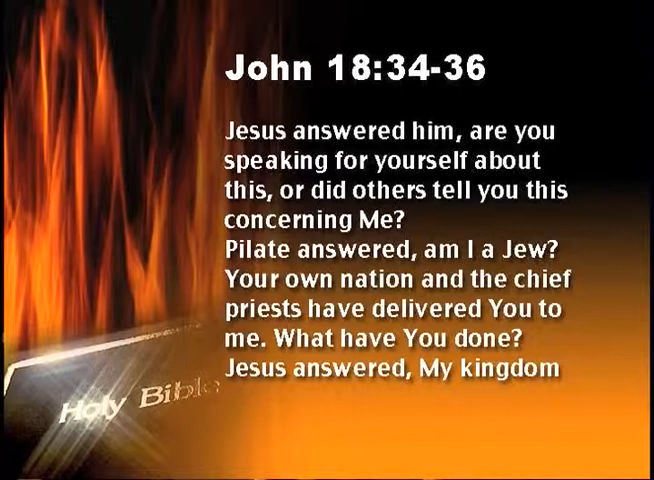 John 18:34-36
Jesus answered him, are you
speaking for yourself about
this, or did others tell you this
concerning Me?
Pilate answered, am I a Jew?
Your own nation and the chief
priests have delivered You to
me. What have You done?
Jesus answered, My kingdom
Holy Bible